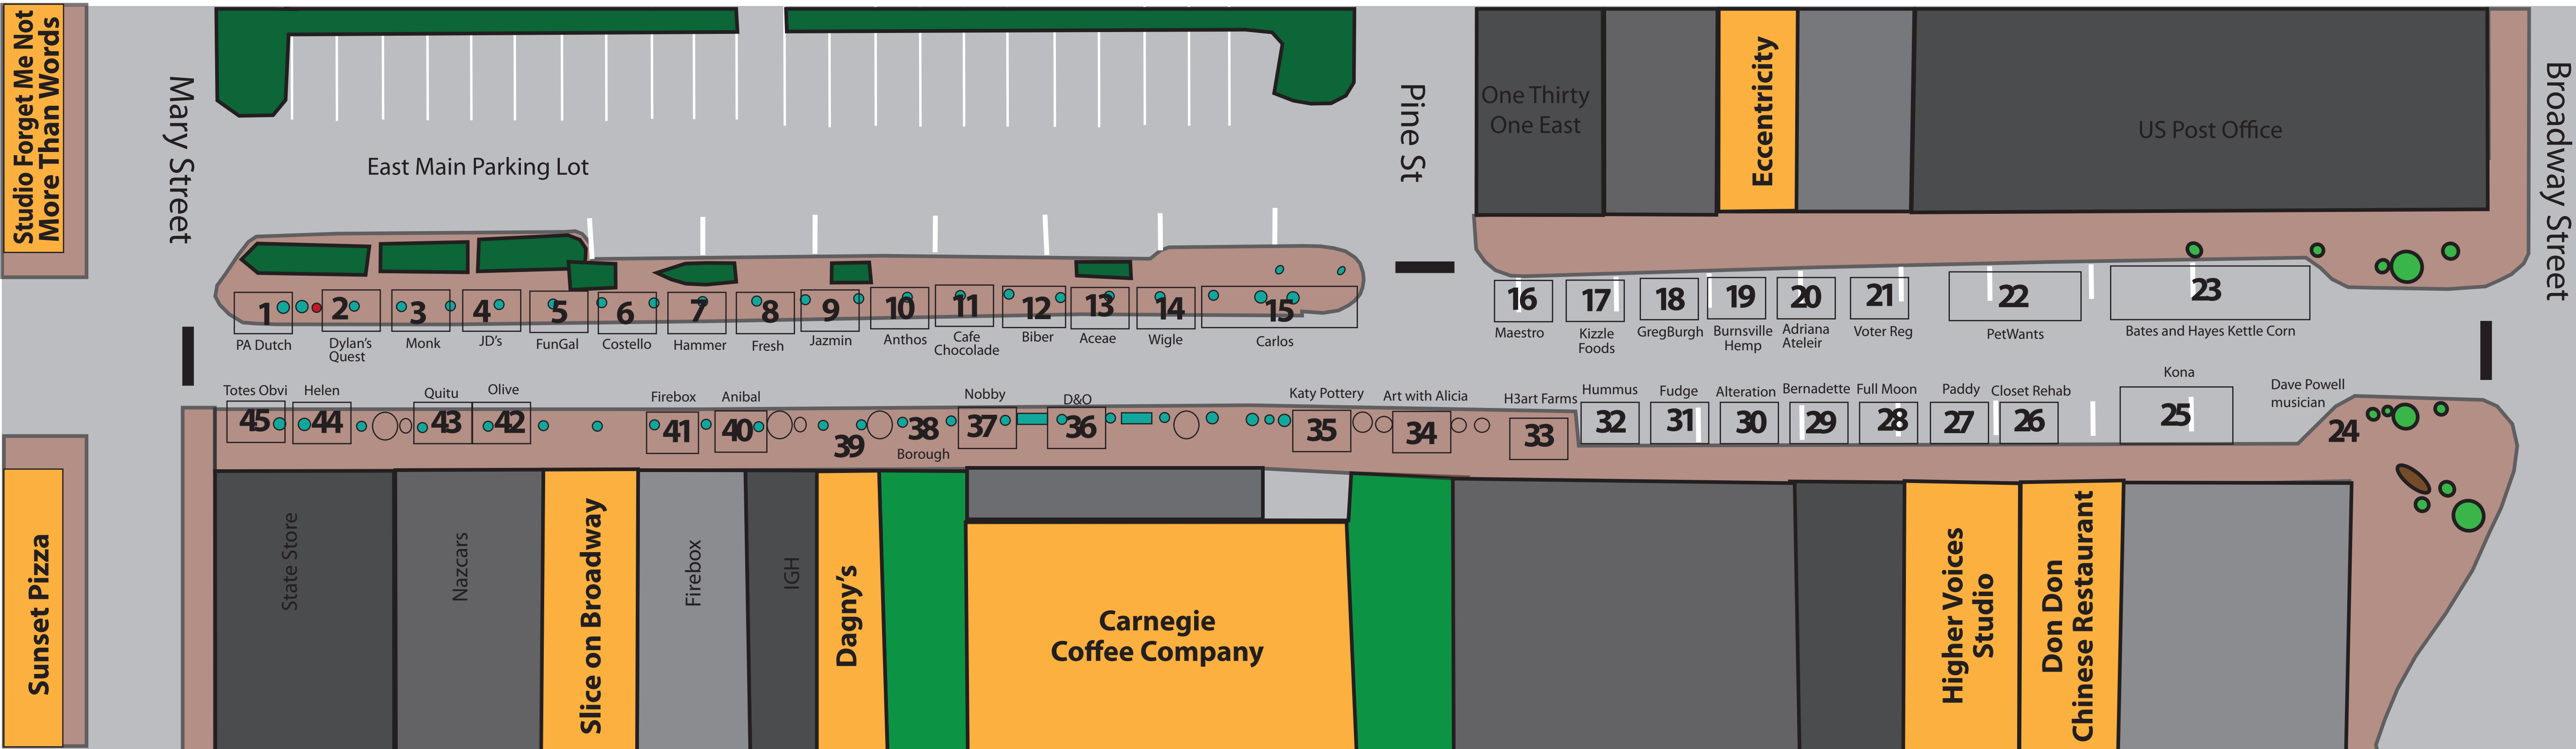 Studio Forget Me Not
More Than Words
Mary Street
East Main Parking Lot
Pine St
One Thirty
One East
Eccentricity
US Post Office
Broadway Street
1
PA Dutch
2
Dylan's
Quest
3
Monk
4
JD's
5
FunGal
6
Costello
7
Hammer
8
Fresh
9
Jazmin
10
Anthos
11
Cafe
Chocolade
12
Biber
13
Aceae
14
Wigle
15
Carlos
16
Maestro
17
Kizzle
Foods
18
GregBurgh
19
Burnsville
Hemp
20
Adriana
Ateleir
21
Voter Reg
22
PetWants
23
Bates and Hayes Kettle Corn
Totes Obvi
45
Helen
44
Quitu
43
Olive
42
Firebox
41
Anibal
40
39
38
Borough
Nobby
37
D&O
36
Katy Pottery
35
Art with Alicia
34
H3art Farms
33
Hummus
32
Fudge
31
Alteration
30
Bernadette
29
Full Moon
28
Paddy
27
Closet Rehab
26
Kona
25
Dave Powell
musician
24
Sunset Pizza
State Store
Nazcars
Slice on Broadway
Firebox
IGH
Dagny's
Carnegie
Coffee Company
Higher Voices
Studio
Don Don
Chinese Restaurant